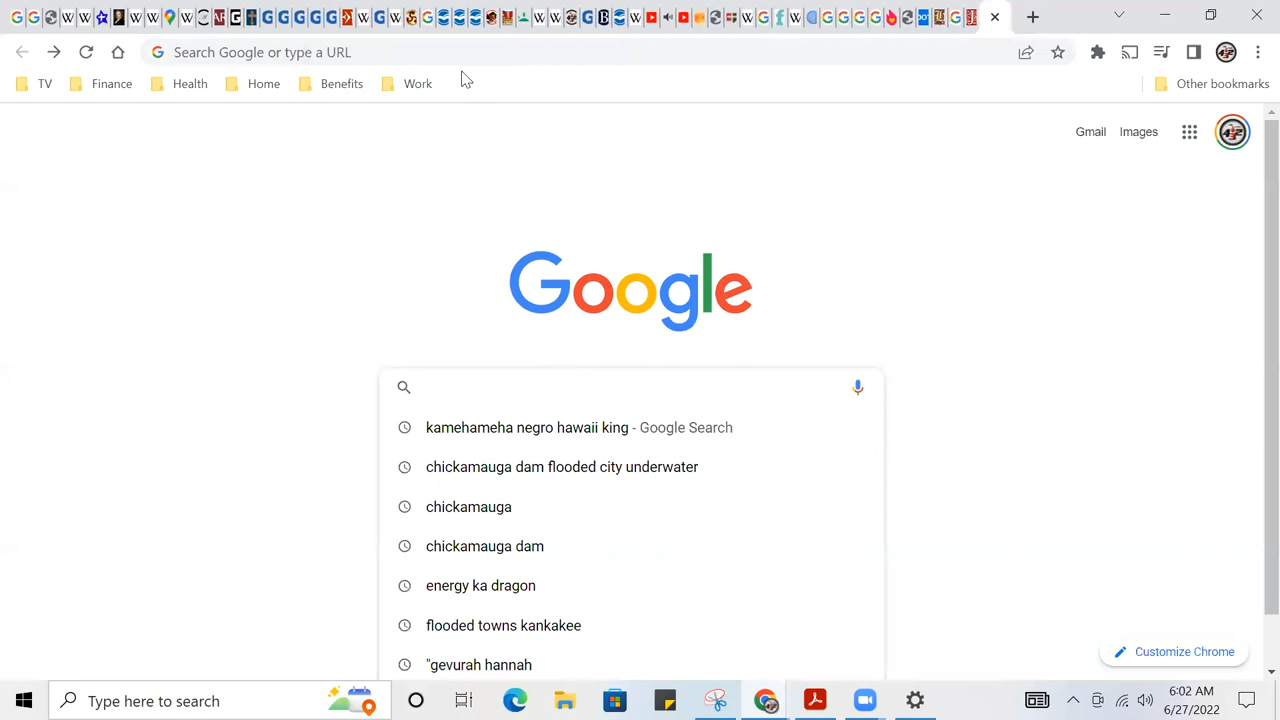 Search Google or type a URL
TV Finance Health Home Benefits Work Other bookmarks
Gmail Images
Google
kamehameha negro hawaii king - Google Search
chickamauga dam flooded city underwater
chickamauga
chickamauga dam
energy ka dragon
flooded towns kankakee
"gevurah hannah
Customize Chrome
Type here to search
6:02 AM
6/27/2022